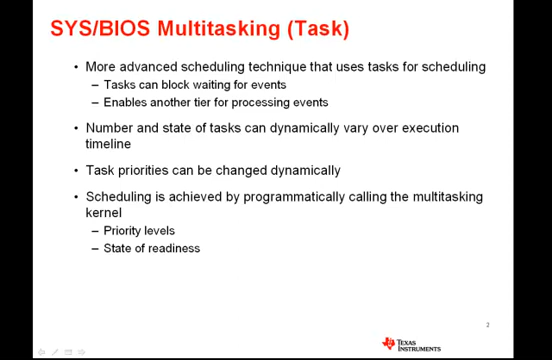 SYS/BIOS Multitasking (Task)
• More advanced scheduling technique that uses tasks for scheduling
– Tasks can block waiting for events
– Enables another tier for processing events
• Number and state of tasks can dynamically vary over execution
timeline
• Task priorities can be changed dynamically
• Scheduling is achieved by programmatically calling the multitasking
kernel
– Priority levels
– State of readiness
2
TEXAS
INSTRUMENTS